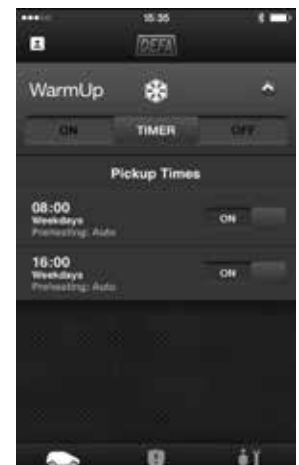 15:35
DEFA
WarmUp
ON TIMER OFF
Pickup Times
08:00
Weekdays
Preheating: Auto
ON
16:00
Weekdays
Preheating: Auto
ON